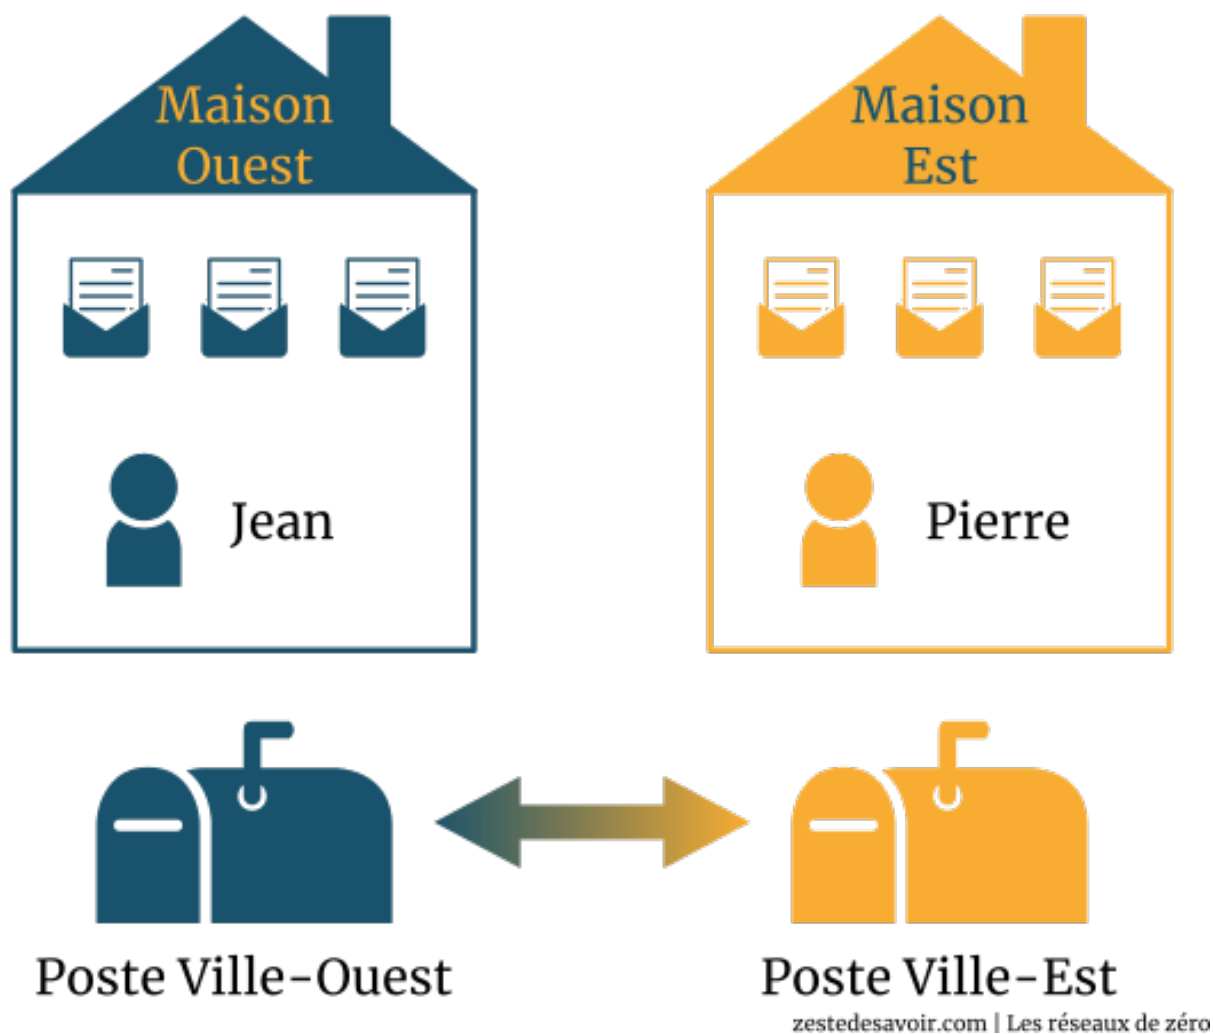 Maison
Ouest
Maison
Est
Jean
Pierre
Poste Ville-Ouest
Poste Ville-Est
zestedesavoir.com | Les réseaux de zéro